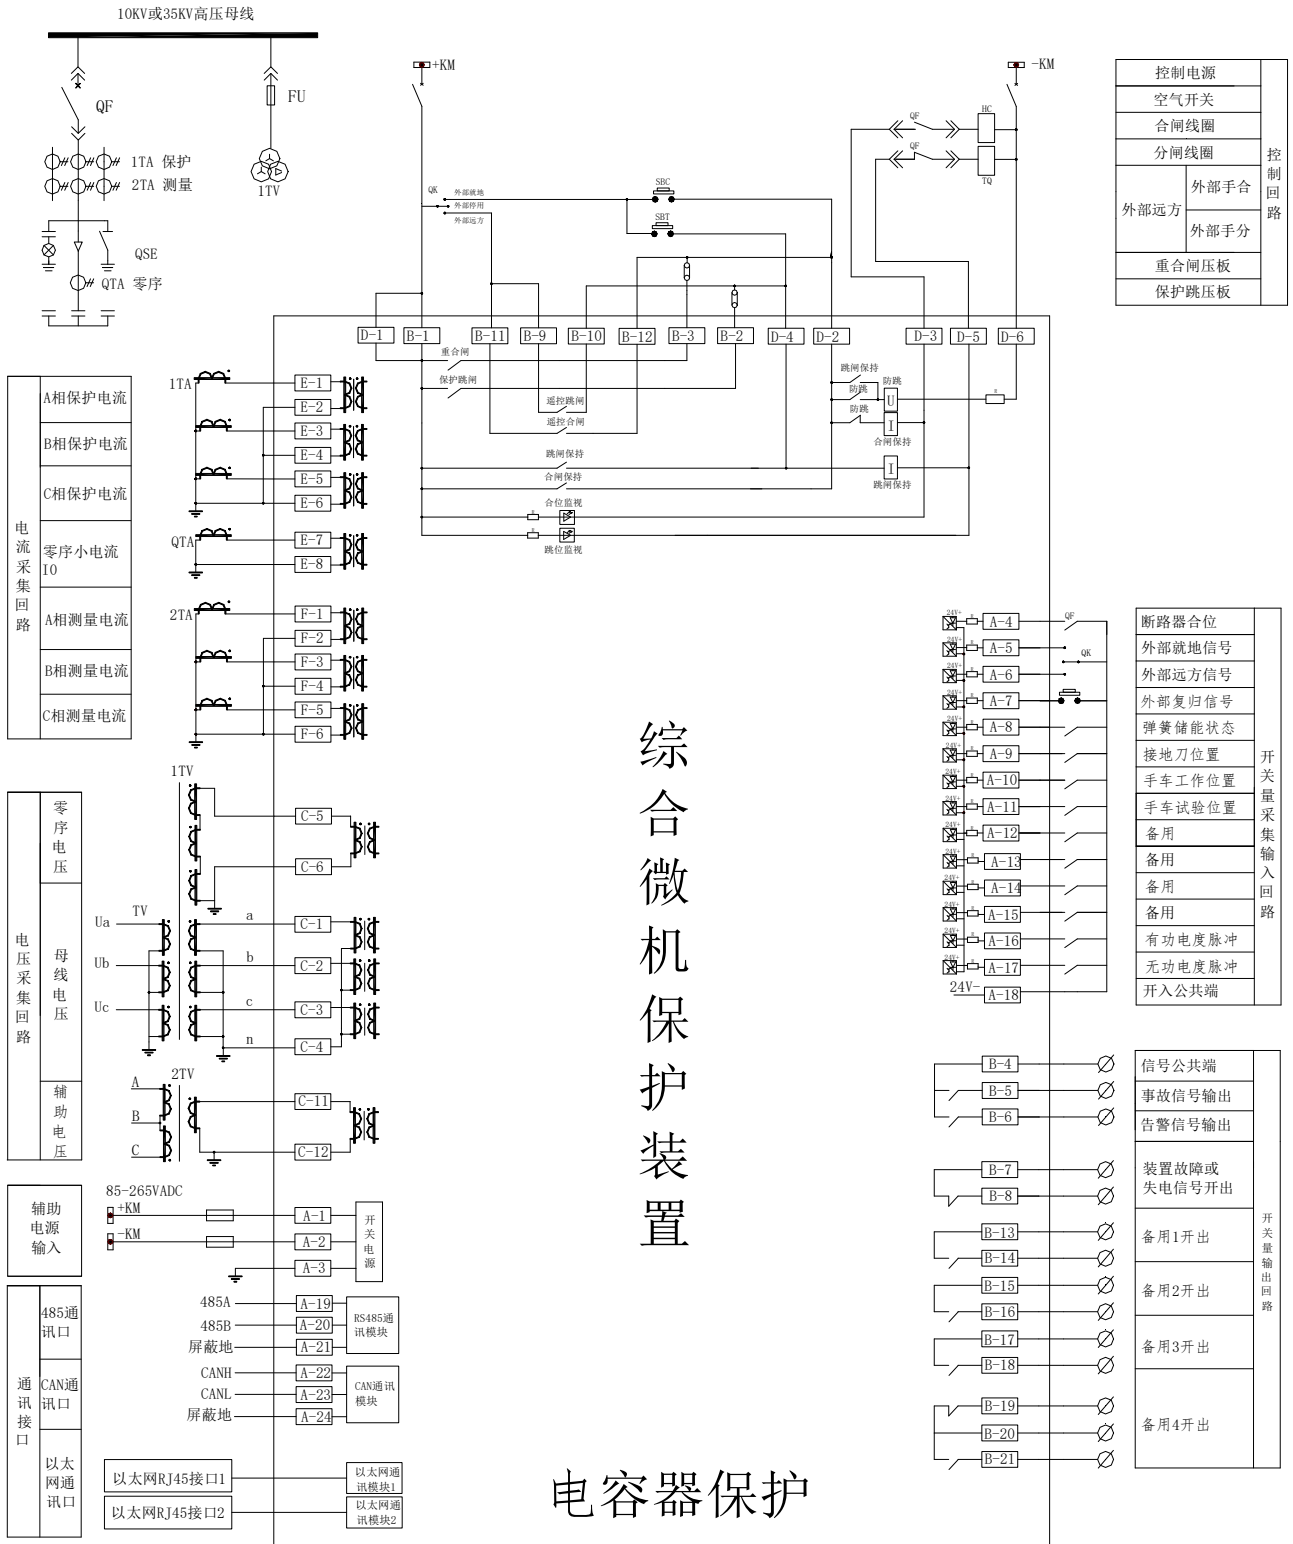 10KV或35KV高压母线
QF
FU
1TA 保护
2TA 测量
1TV
QSE
QTA 零序
+KM
-KM
QF
HC
QF
TQ
QK
外部就地
外部停用
外部远方
SBC
SBT
控制电源
空气开关
合闸线圈
分闸线圈
外部远方
外部手合
外部手分
重合闸压板
保护跳压板
控制回路
D-1
B-1
B-11
B-9
B-10
B-12
B-3
B-2
D-4
D-2
D-3
D-5
D-6
重合闸
保护跳闸
遥控跳闸
遥控合闸
跳闸保持
合闸保持
合位监视
跳位监视
跳闸保持
防跳
防跳
防跳
U
I
合闸保持
I
跳闸保持
电流采集回路
A相保护电流
B相保护电流
C相保护电流
零序小电流
I0
A相测量电流
B相测量电流
C相测量电流
1TA
E-1
E-2
E-3
E-4
E-5
E-6
QTA
E-7
E-8
2TA
F-1
F-2
F-3
F-4
F-5
F-6
电压采集回路
零序电压
母线电压
辅助电压
1TV
C-5
C-6
TV
Ua
a
C-1
Ub
b
C-2
Uc
c
C-3
n
C-4
2TV
A
B
C
C-11
C-12
辅助
电源
输入
85-265VADC
+KM
-KM
A-1
A-2
A-3
开关电源
通讯接口
485通
讯口
CAN通
讯口
以太
网通
讯口
485A
A-19
485B
A-20
屏蔽地
A-21
RS485通
讯模块
CANH
A-22
CANL
A-23
屏蔽地
A-24
CAN通讯
模块
以太网RJ45接口1
以太网通
讯模块1
以太网RJ45接口2
以太网通
讯模块2
综合微机保护装置
电容器保护
24V+
A-4
QF
24V+
A-5
QK
24V+
A-6
24V+
A-7
24V+
A-8
24V+
A-9
24V+
A-10
24V+
A-11
24V+
A-12
24V+
A-13
24V+
A-14
24V+
A-15
24V+
A-16
24V+
A-17
24V-
A-18
断路器合位
外部就地信号
外部远方信号
外部复归信号
弹簧储能状态
接地刀位置
手车工作位置
手车试验位置
备用
备用
备用
备用
有功电度脉冲
无功电度脉冲
开入公共端
开关量采集输入回路
B-4
B-5
B-6
B-7
B-8
B-13
B-14
B-15
B-16
B-17
B-18
B-19
B-20
B-21
信号公共端
事故信号输出
告警信号输出
装置故障或
失电信号开出
备用1开出
备用2开出
备用3开出
备用4开出
开关量输出回路